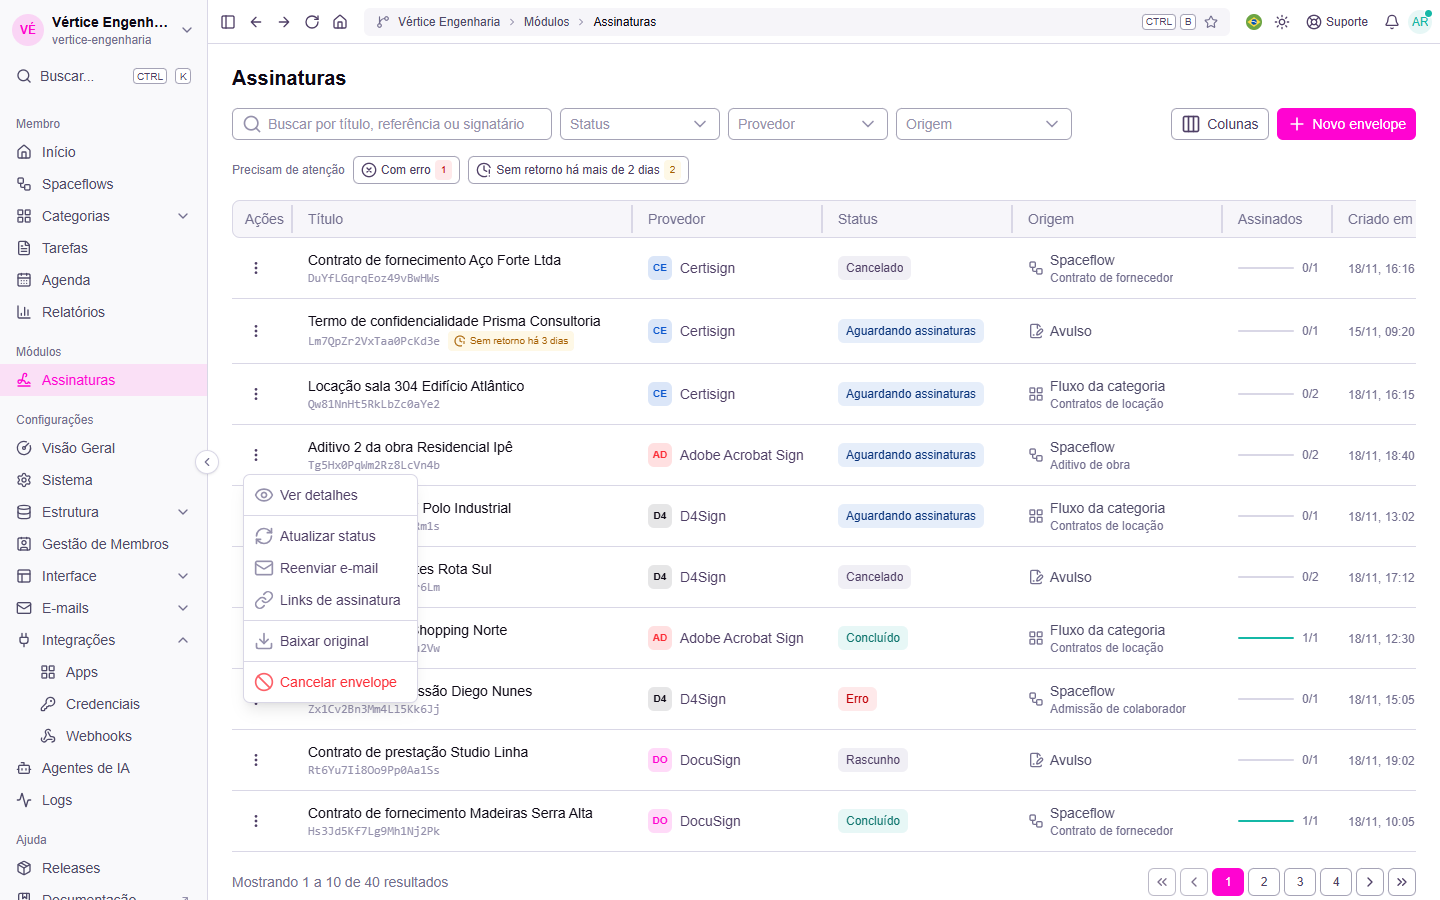 VÉ
Vértice Engenh...
vertice-engenharia
Buscar...
CTRL K
Membro
Início
Spaceflows
Categorias
Tarefas
Agenda
Relatórios
Módulos
Assinaturas
Configurações
Visão Geral
Sistema
Estrutura
Gestão de Membros
Interface
E-mails
Integrações
Apps
Credenciais
Webhooks
Agentes de IA
Logs
Ajuda
Releases
Documentação
Vértice Engenharia > Módulos > Assinaturas
CTRL B
Suporte
AR
Assinaturas
Buscar por título, referência ou signatário
Status
Provedor
Origem
Colunas
Novo envelope
Precisam de atenção
Com erro 1
Sem retorno há mais de 2 dias 2
Ações Título Provedor Status Origem Assinados Criado em
Contrato de fornecimento Aço Forte Ltda
DuYfLGqrqEoz49vBwHWs
CE Certisign Cancelado
Spaceflow
Contrato de fornecedor
0/1 18/11, 16:16
Termo de confidencialidade Prisma Consultoria
Lm7QpZr2VxTaa0PcKd3e Sem retorno há 3 dias
CE Certisign Aguardando assinaturas Avulso 0/1 15/11, 09:20
Locação sala 304 Edifício Atlântico
Qw81NnHt5RkLbZc0aYe2
CE Certisign Aguardando assinaturas
Fluxo da categoria
Contratos de locação
0/2 18/11, 16:15
Aditivo 2 da obra Residencial Ipê
Tg5Hx0PqWm2Rz8LcVn4b
AD Adobe Acrobat Sign Aguardando assinaturas
Spaceflow
Aditivo de obra
0/2 18/11, 18:40
Polo Industrial
D4 D4Sign Aguardando assinaturas
Fluxo da categoria
Contratos de locação
0/1 18/11, 13:02
tes Rota Sul
D4 D4Sign Cancelado Avulso 0/2 18/11, 17:12
Shopping Norte
AD Adobe Acrobat Sign Concluído
Fluxo da categoria
Contratos de locação
1/1 18/11, 12:30
ssão Diego Nunes
Zx1Cv2Bn3Mm4Ll5Kk6Jj
D4 D4Sign Erro
Spaceflow
Admissão de colaborador
0/1 18/11, 15:05
Contrato de prestação Studio Linha
Rt6Yu7Ii8Oo9Pp0Aa1Ss
DO DocuSign Rascunho Avulso 0/1 18/11, 19:02
Contrato de fornecimento Madeiras Serra Alta
Hs3Jd5Kf7Lg9Mh1Nj2Pk
DO DocuSign Concluído
Spaceflow
Contrato de fornecedor
1/1 18/11, 10:05
Ver detalhes
Atualizar status
Reenviar e-mail
Links de assinatura
Baixar original
Cancelar envelope
Mostrando 1 a 10 de 40 resultados
1 2 3 4